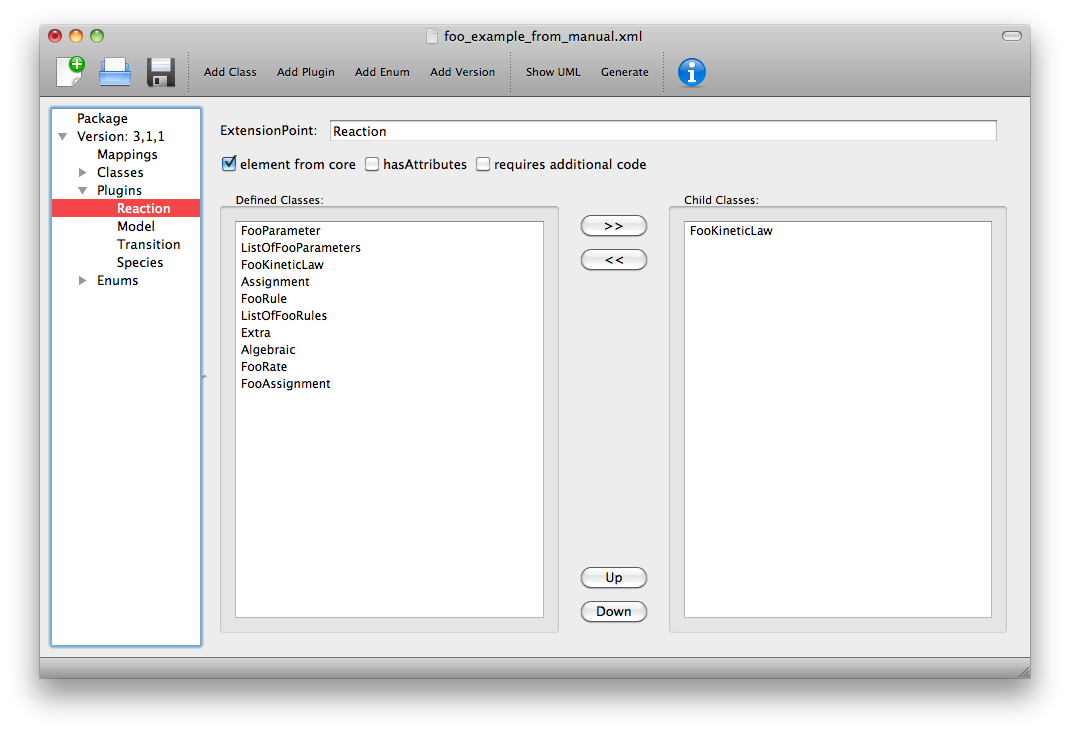 foo_example_from_manual.xml
Add Class Add Plugin Add Enum Add Version Show UML Generate
Package
Version: 3,1,1
Mappings
Classes
Plugins
Reaction
Model
Transition
Species
Enums
ExtensionPoint: Reaction
element from core hasAttributes requires additional code
Defined Classes:
FooParameter
ListOfFooParameters
FooKineticLaw
Assignment
FooRule
ListOfFooRules
Extra
Algebraic
FooRate
FooAssignment
>>
<<
Up
Down
Child Classes:
FooKineticLaw